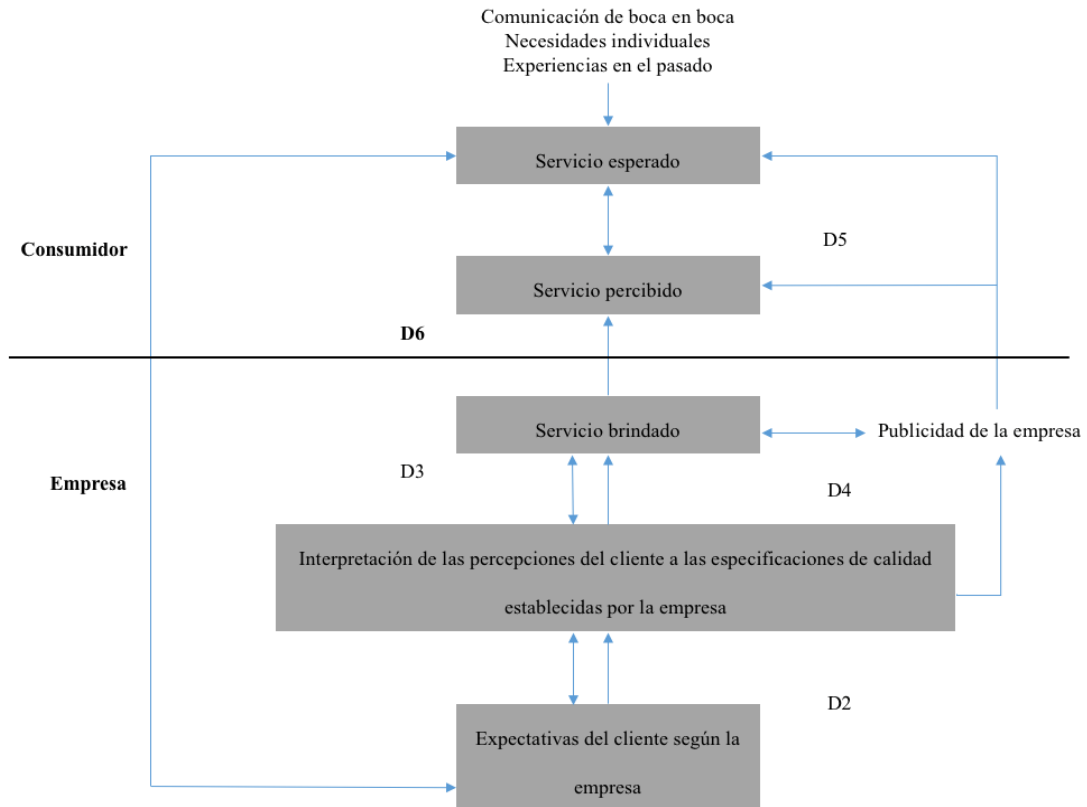 Comunicación de boca en boca
Necesidades individuales
Experiencias en el pasado
Servicio esperado
D5
Consumidor
Servicio percibido
D6
Servicio brindado
Publicidad de la empresa
D3
Empresa
D4
Interpretación de las percepciones del cliente a las especificaciones de calidad
establecidas por la empresa
D2
Expectativas del cliente según la
empresa